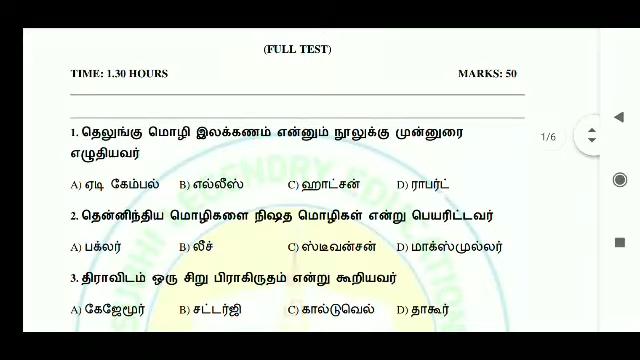 (FULL TEST)
TIME: 1.30 HOURS MARKS: 50
1. தெலுங்கு மொழி இலக்கணம் என்னும் நூலுக்கு முன்னுரை
எழுதியவர்
1/6
A) ஏடி கேம்பல் B) எல்லீஸ் C) ஹாட்சன் D) ராபர்ட்
2. தென்னிந்திய மொழிகளை நிஷத மொழிகள் என்று பெயரிட்டவர்
A) பக்லர் B) லீச் C) ஸ்டீவன்சன் D) மாக்ஸ்முல்லர்
3. திராவிடம் ஒரு சிறு பிராகிருதம் என்று கூறியவர்
A) கேஜேமூர் B) சட்டர்ஜி C) கால்டுவெல் D) தாகூர்